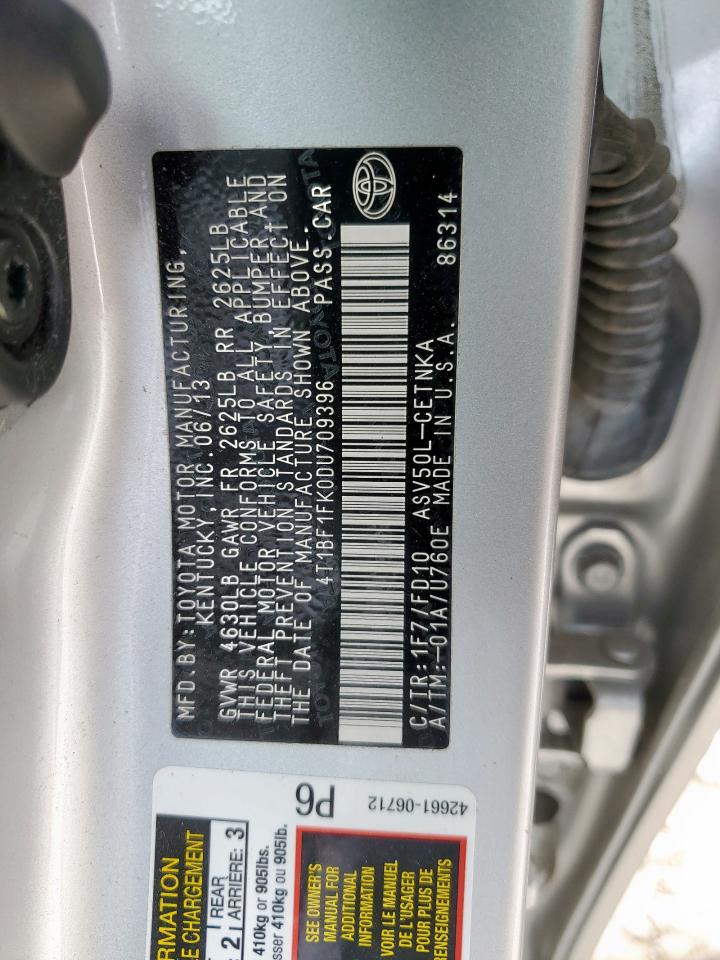 MFD.BY:TOYOTA MOTOR MANUFACTURING,
KENTUCKY,INC.06/13
GVWR 4630LB GAWR FR 2625LB RR 2625LB
THIS VEHICLE CONFORMS TO ALL APPLICABLE
FEDERAL MOTOR VEHICLE SAFETY,BUMPER AND
THEFT PREVENTION STANDARDS IN EFFECT ON
THE DATE OF MANUFACTURE SHOWN ABOVE.
4T1BF1FK0DU709396 PASS.CAR
C/TR:1F7/FD10 ASV50L-CETNKA
A/TM:-01A/U760E MADE IN U.S.A. 86314
P6
42661-06712
RMATION
E CHARGEMENT
REAR
2 ARRIÈRE: 3
410kg or 905lbs.
sser 410kg ou 905lb.
SEE OWNER'S
MANUAL FOR
ADDITIONAL
INFORMATION
VOIR LE MANUEL
DE L'USAGER
POUR PLUS DE
RENSEIGNEMENTS